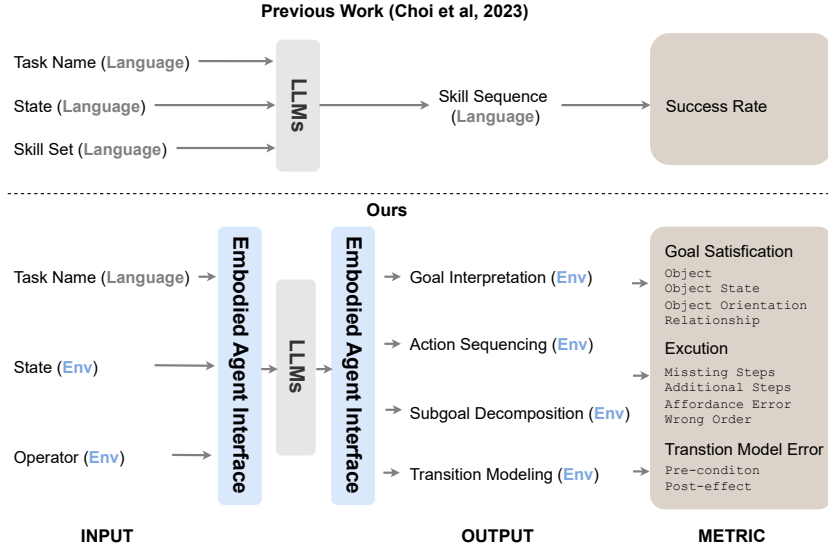 Previous Work (Choi et al, 2023)
Task Name (Language)
State (Language)
Skill Set (Language)
LLMs
Skill Sequence
(Language)
Success Rate
Ours
Task Name (Language)
State (Env)
Operator (Env)
Embodied Agent Interface
LLMs
Embodied Agent Interface
Goal Interpretation (Env)
Action Sequencing (Env)
Subgoal Decomposition (Env)
Transition Modeling (Env)
Goal Satisfication
Object
Object State
Object Orientation
Relationship
Excution
Missting Steps
Additional Steps
Affordance Error
Wrong Order
Transtion Model Error
Pre-conditon
Post-effect
INPUT
OUTPUT
METRIC